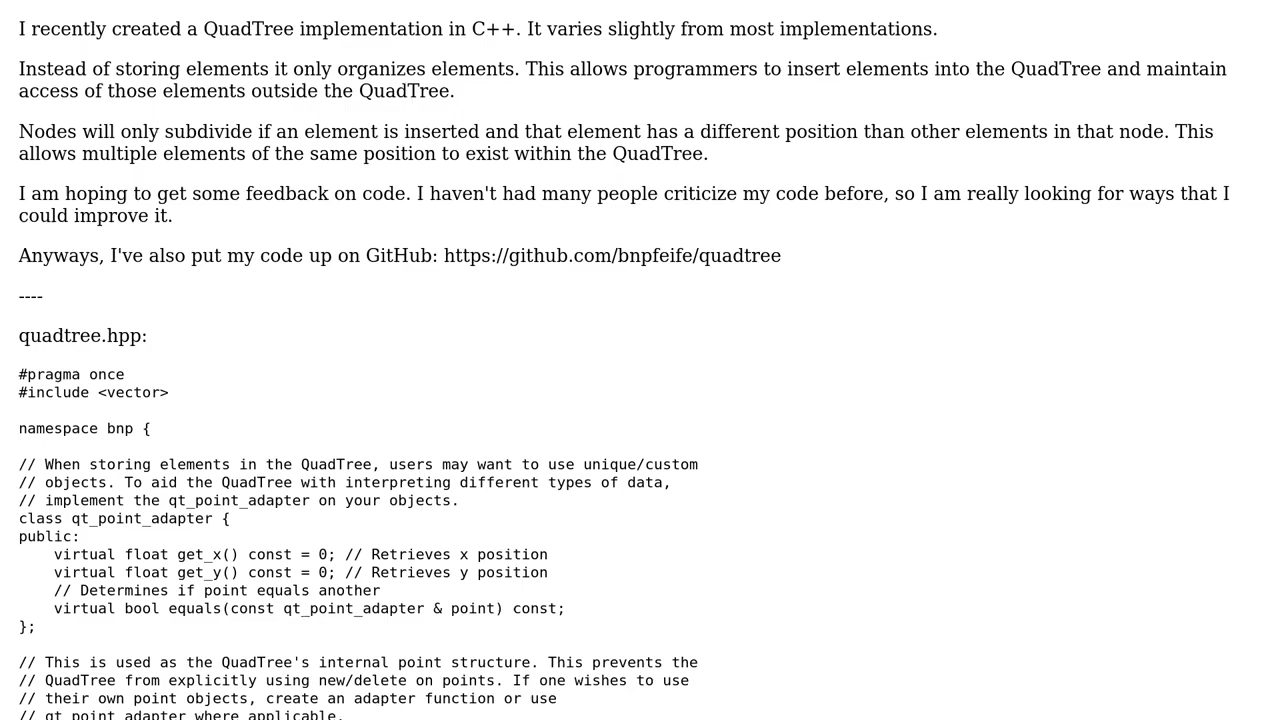 I recently created a QuadTree implementation in C++. It varies slightly from most implementations.
Instead of storing elements it only organizes elements. This allows programmers to insert elements into the QuadTree and maintain
access of those elements outside the QuadTree.
Nodes will only subdivide if an element is inserted and that element has a different position than other elements in that node. This
allows multiple elements of the same position to exist within the QuadTree.
I am hoping to get some feedback on code. I haven't had many people criticize my code before, so I am really looking for ways that I
could improve it.
Anyways, I've also put my code up on GitHub: https://github.com/bnpfeife/quadtree
----
quadtree.hpp:
#pragma once
#include <vector>
namespace bnp {
// When storing elements in the QuadTree, users may want to use unique/custom
// objects. To aid the QuadTree with interpreting different types of data,
// implement the qt_point_adapter on your objects.
class qt_point_adapter {
public:
    virtual float get_x() const = 0; // Retrieves x position
    virtual float get_y() const = 0; // Retrieves y position
    // Determines if point equals another
    virtual bool equals(const qt_point_adapter & point) const;
};
// This is used as the QuadTree's internal point structure. This prevents the
// QuadTree from explicitly using new/delete on points. If one wishes to use
// their own point objects, create an adapter function or use
// qt_point_adapter where applicable.